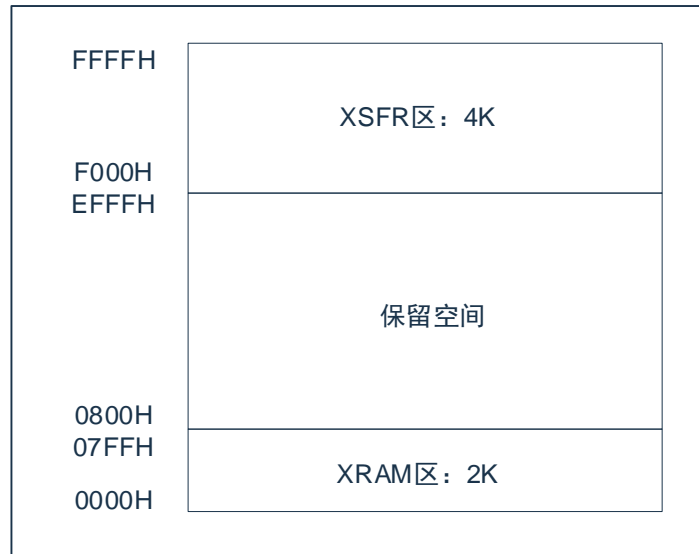 FFFFH
XSFR区：4K
F000H
EFFFH
保留空间
0800H
07FFH
XRAM区：2K
0000H